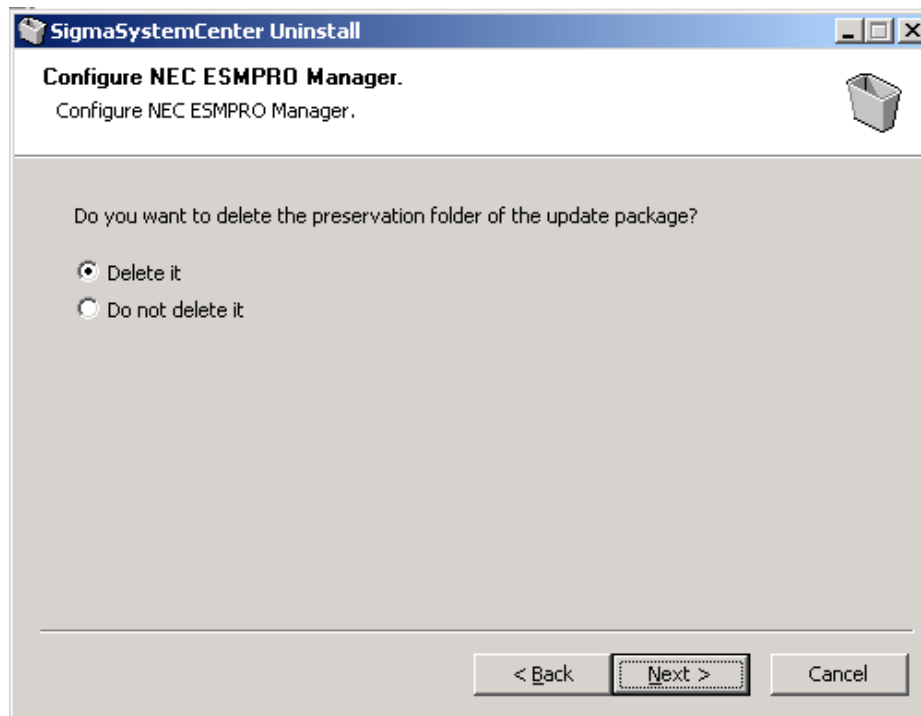 SigmaSystemCenter Uninstall
Configure NEC ESMPRO Manager.
Configure NEC ESMPRO Manager.
Do you want to delete the preservation folder of the update package?
Delete it
Do not delete it
< Back Next > Cancel